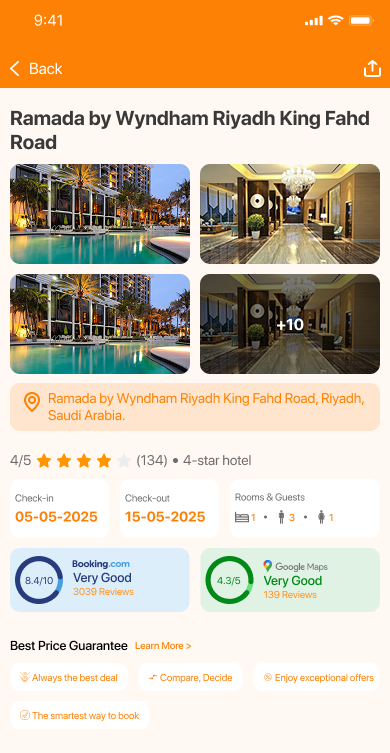 9:41
Back
Ramada by Wyndham Riyadh King Fahd
Road
+10
Ramada by Wyndham Riyadh King Fahd Road, Riyadh,
Saudi Arabia.
4/5 (134) • 4-star hotel
Check-in
05-05-2025
Check-out
15-05-2025
Rooms & Guests
1 • 3 • 1
8.4/10
Booking.com
Very Good
3039 Reviews
4.3/5
Google Maps
Very Good
139 Reviews
Best Price Guarantee Learn More >
Always the best deal
Compare, Decide
Enjoy exceptional offers
The smartest way to book